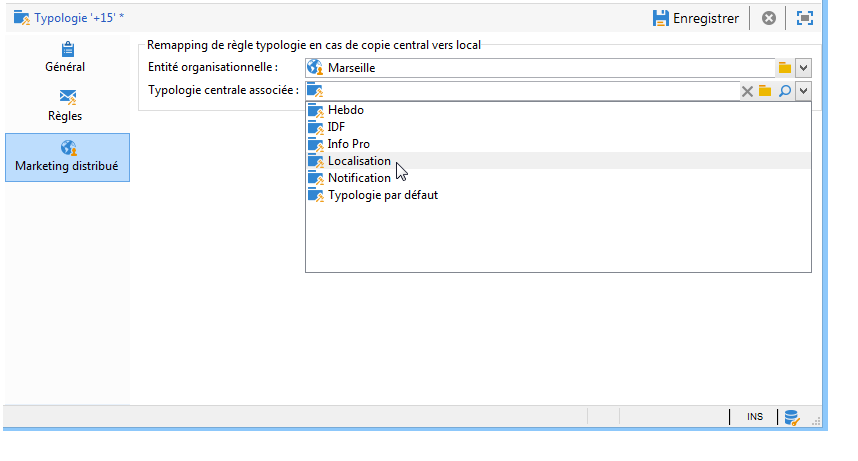 Typologie '+15' *
Enregistrer
Général
Règles
Marketing distribué
Remapping de règle typologie en cas de copie central vers local
Entité organisationnelle :
Marseille
Typologie centrale associée :
Hebdo
IDF
Info Pro
Localisation
Notification
Typologie par défaut
INS